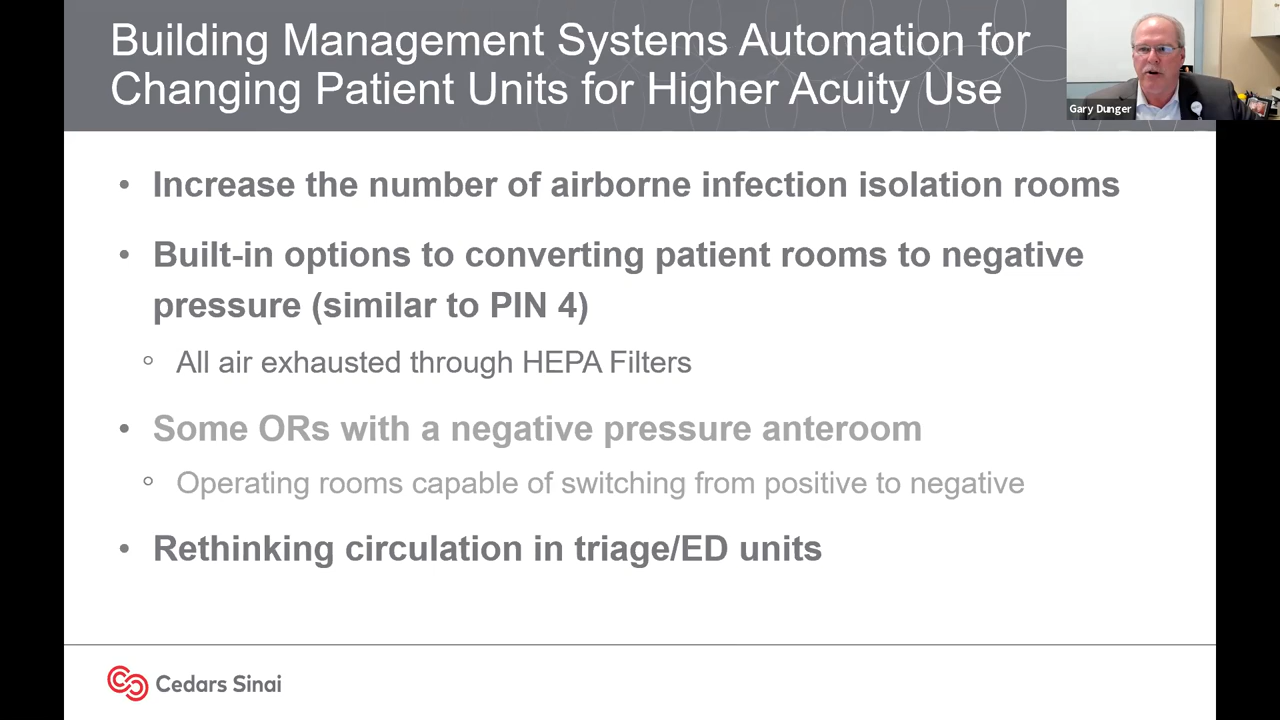 Building Management Systems Automation for
Changing Patient Units for Higher Acuity Use
Gary Dunger
• Increase the number of airborne infection isolation rooms
• Built-in options to converting patient rooms to negative
pressure (similar to PIN 4)
○ All air exhausted through HEPA Filters
• Some ORs with a negative pressure anteroom
○ Operating rooms capable of switching from positive to negative
• Rethinking circulation in triage/ED units
Cedars Sinai